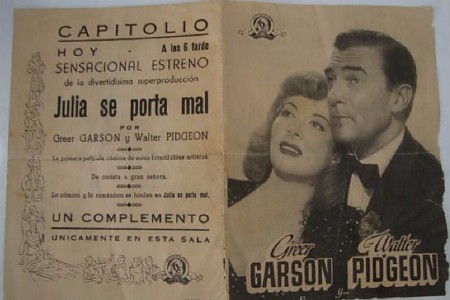 CAPITOLIO
HOY - A las 6 tarde
SENSACIONAL ESTRENO
de la divertidísima superproducción
Julia se porta mal
POR
Greer GARSON y Walter PIDGEON
La primera película cómica de estos formidables artistas
De corista a gran señora.
Lo cómico y lo romántico se funden en Julia se porta mal,
UN COMPLEMENTO
UNICAMENTE EN ESTA SALA
Greer GARSON
y...
Walter PIDGEON